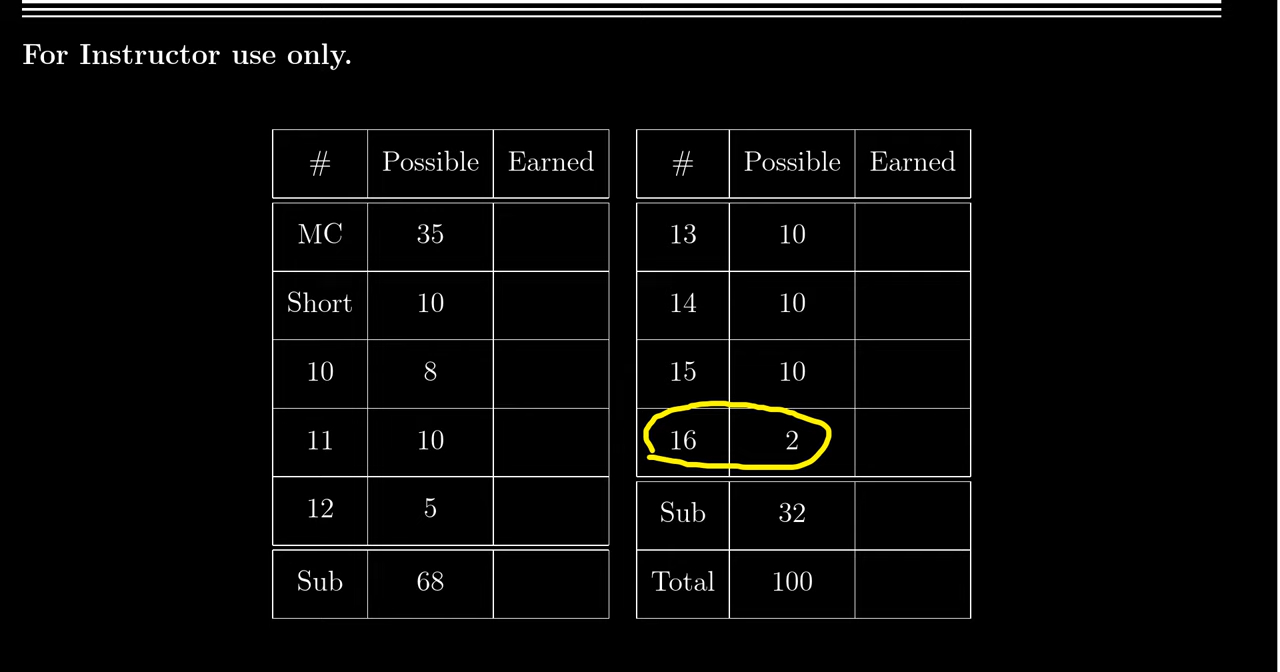 For Instructor use only.
# Possible Earned
MC 35
Short 10
10 8
11 10
12 5
Sub 68
# Possible Earned
13 10
14 10
15 10
16 2
Sub 32
Total 100